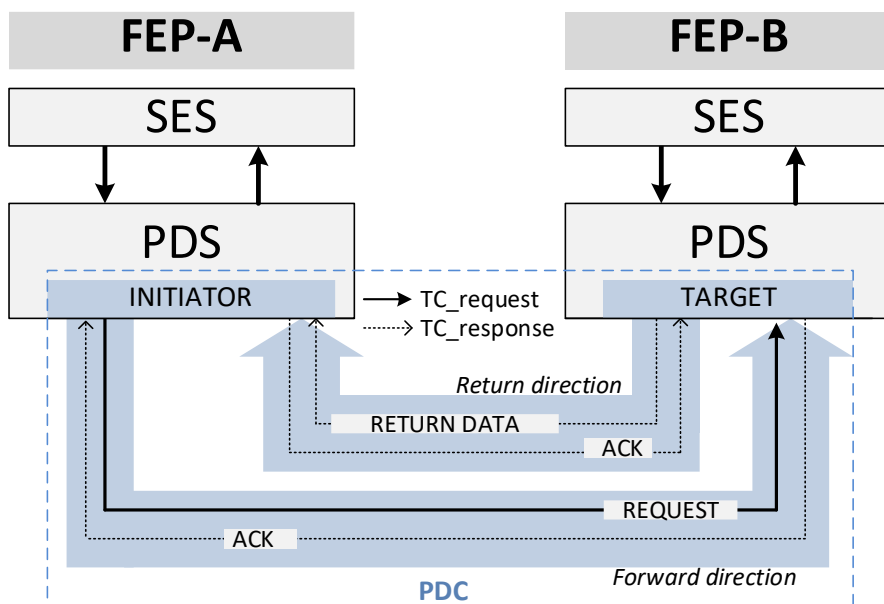 FEP-A
FEP-B
SES
SES
PDS
PDS
INITIATOR
TC_request
TARGET
TC_response
Return direction
RETURN DATA
ACK
REQUEST
ACK
Forward direction
PDC